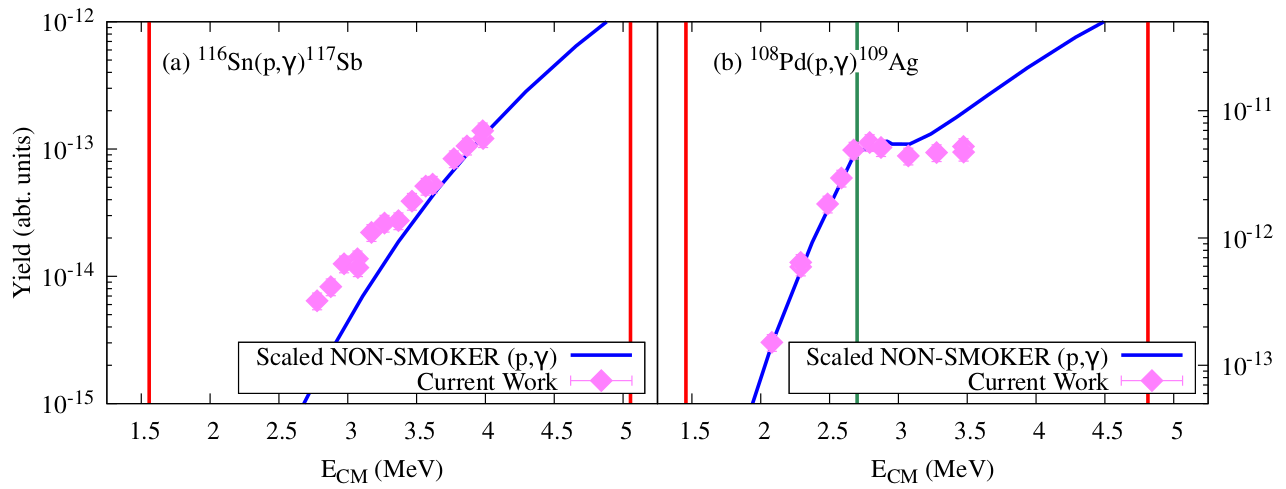 10-12
10-13
10-14
10-15
Yield (abt. units)
(a) 116Sn(p,γ)117Sb
Scaled NON-SMOKER (p,γ)
Current Work
1.5 2 2.5 3 3.5 4 4.5 5
ECM (MeV)
(b) 108Pd(p,γ)109Ag
Scaled NON-SMOKER (p,γ)
Current Work
2 2.5 3 3.5 4 4.5 5
1.5
ECM (MeV)
10-11
10-12
10-13